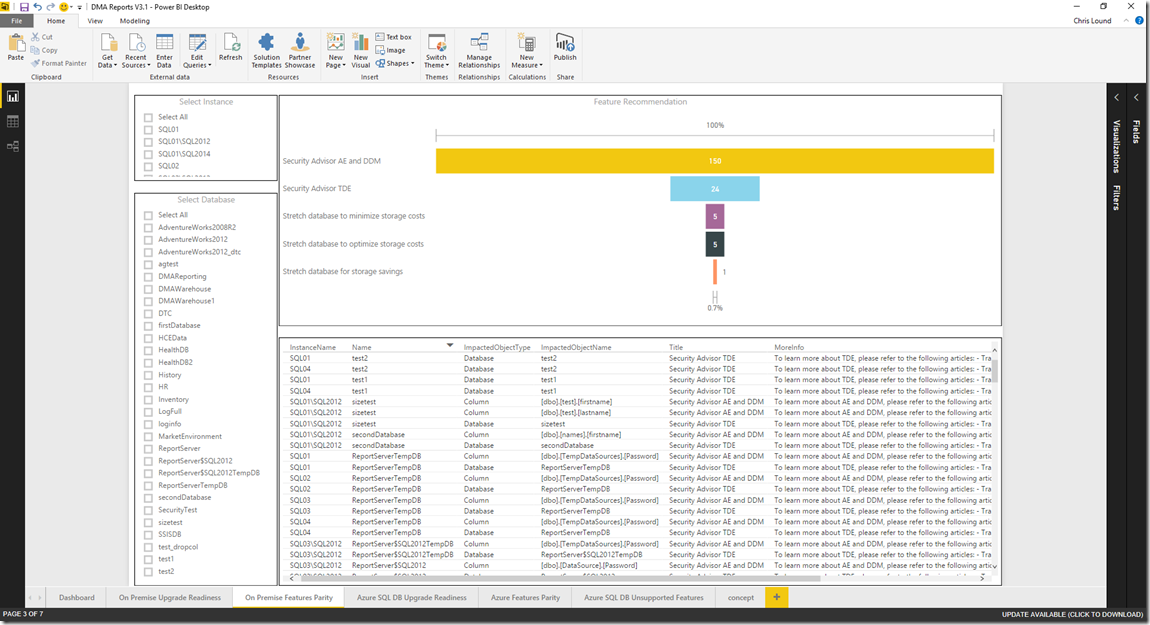 DMA Reports V3.1 - Power BI Desktop
File Home View Modeling Chris Lound
Paste Cut Copy Format Painter
Get Data Recent Sources Enter Data Edit Queries Refresh Solution Templates Partner Showcase New Page New Visual Text box Image Shapes Switch Theme Manage Relationships New Measure Publish
Clipboard External data Resources Insert Themes Relationships Calculations Share
Select Instance
Select All
SQL01
SQL01\SQL2012
SQL01\SQL2014
SQL02
Select Database
Select All
AdventureWorks2008R2
AdventureWorks2012
AdventureWorks2012_dtc
agtest
DMAReporting
DMAWarehouse
DMAWarehouse1
DTC
firstDatabase
HCEData
HealthDB
HealthDB2
History
HR
Inventory
LogFull
loginfo
MarketEnvironment
ReportServer
ReportServer$SQL2012
ReportServer$SQL2012TempDB
ReportServerTempDB
secondDatabase
SecurityTest
sizetest
SSISDB
test_dropcol
test1
test2
Feature Recommendation
100%
Security Advisor AE and DDM 150
Security Advisor TDE 24
Stretch database to minimize storage costs 5
Stretch database to optimize storage costs 5
Stretch database for storage savings 1
0.7%
InstanceName Name ImpactedObjectType ImpactedObjectName Title MoreInfo
SQL01 test2 Database test2 Security Advisor TDE To learn more about TDE, please refer to the following articles: - Tra
SQL04 test2 Database test2 Security Advisor TDE To learn more about TDE, please refer to the following articles: - Tra
SQL01 test1 Database test1 Security Advisor TDE To learn more about TDE, please refer to the following articles: - Tra
SQL04 test1 Database test1 Security Advisor TDE To learn more about TDE, please refer to the following articles: - Tra
SQL01\SQL2012 sizetest Column [dbo].[test].[firstname] Security Advisor AE and DDM To learn more about AE and DDM, please refer to the following artic
SQL01\SQL2012 sizetest Column [dbo].[test].[lastname] Security Advisor AE and DDM To learn more about AE and DDM, please refer to the following artic
SQL01\SQL2012 sizetest Database sizetest Security Advisor TDE To learn more about TDE, please refer to the following articles: - Tra
SQL01\SQL2012 secondDatabase Column [dbo].[names].[firstname] Security Advisor AE and DDM To learn more about AE and DDM, please refer to the following artic
SQL01\SQL2012 secondDatabase Database secondDatabase Security Advisor TDE To learn more about TDE, please refer to the following articles: - Tra
SQL01 ReportServerTempDB Column [dbo].[TempDataSources].[Password] Security Advisor AE and DDM To learn more about AE and DDM, please refer to the following artic
SQL01 ReportServerTempDB Database ReportServerTempDB Security Advisor TDE To learn more about TDE, please refer to the following articles: - Tra
SQL02 ReportServerTempDB Column [dbo].[TempDataSources].[Password] Security Advisor AE and DDM To learn more about AE and DDM, please refer to the following artic
SQL02 ReportServerTempDB Database ReportServerTempDB Security Advisor TDE To learn more about TDE, please refer to the following articles: - Tra
SQL03 ReportServerTempDB Column [dbo].[TempDataSources].[Password] Security Advisor AE and DDM To learn more about AE and DDM, please refer to the following artic
SQL03 ReportServerTempDB Database ReportServerTempDB Security Advisor TDE To learn more about TDE, please refer to the following articles: - Tra
SQL04 ReportServerTempDB Column [dbo].[TempDataSources].[Password] Security Advisor AE and DDM To learn more about AE and DDM, please refer to the following artic
SQL04 ReportServerTempDB Database ReportServerTempDB Security Advisor TDE To learn more about TDE, please refer to the following articles: - Tra
SQL03\SQL2012 ReportServer$SQL2012TempDB Column [dbo].[TempDataSources].[Password] Security Advisor AE and DDM To learn more about AE and DDM, please refer to the following artic
SQL03\SQL2012 ReportServer$SQL2012TempDB Database ReportServer$SQL2012TempDB Security Advisor TDE To learn more about TDE, please refer to the following articles: - Tra
SQL03\SQL2012 ReportServer$SQL2012 Column [dbo].[DataSource].[Password] Security Advisor AE and DDM To learn more about AE and DDM, please refer to the following artic
Visualizations
Filters
Fields
Dashboard On Premise Upgrade Readiness On Premise Features Parity Azure SQL DB Upgrade Readiness Azure Features Parity Azure SQL DB Unsupported Features concept
PAGE 3 OF 7 UPDATE AVAILABLE (CLICK TO DOWNLOAD)